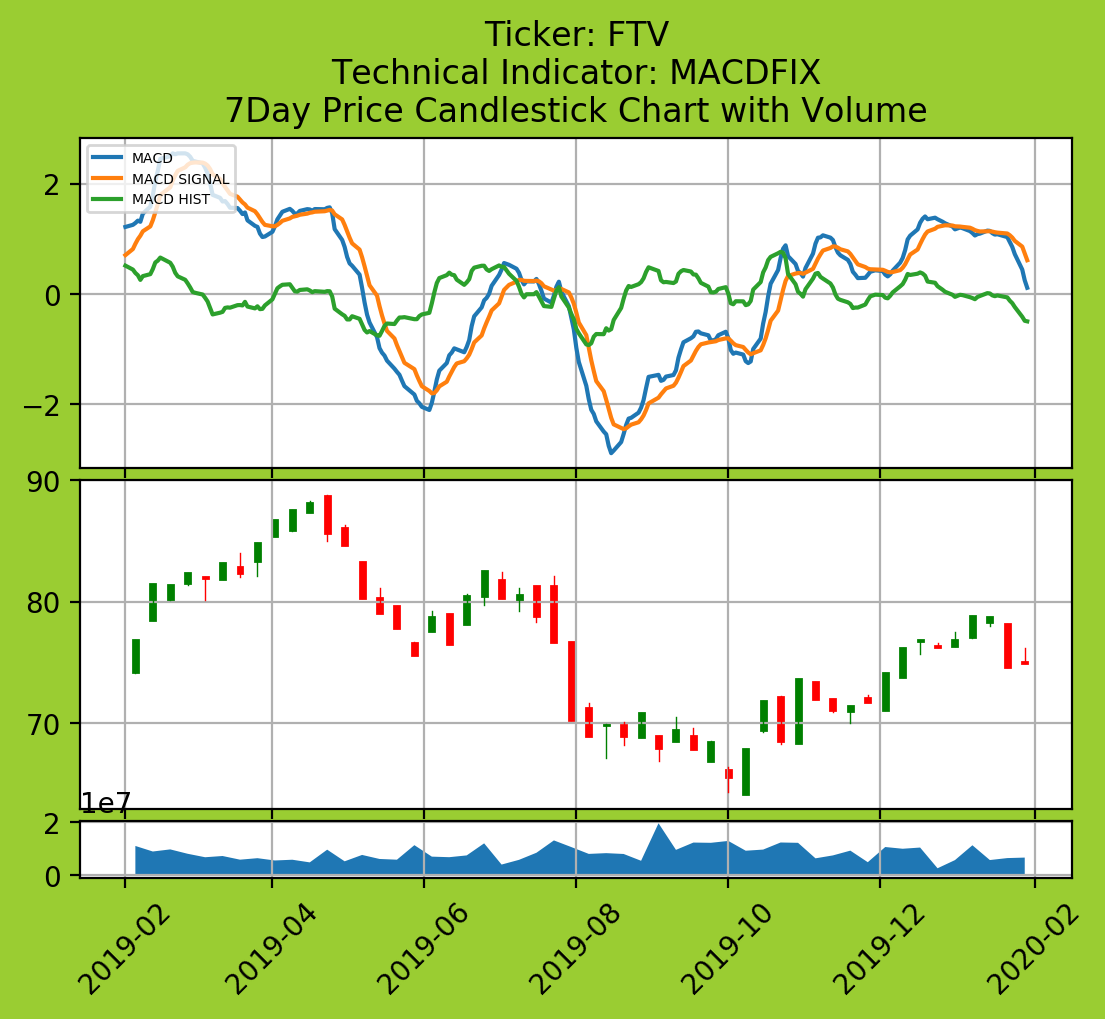 Ticker: FTV
Technical Indicator: MACDFIX
7Day Price Candlestick Chart with Volume
MACD
MACD SIGNAL
MACD HIST
2
0
−2
90
80
70
1e7
2
0
2019-02
2019-04
2019-06
2019-08
2019-10
2019-12
2020-02